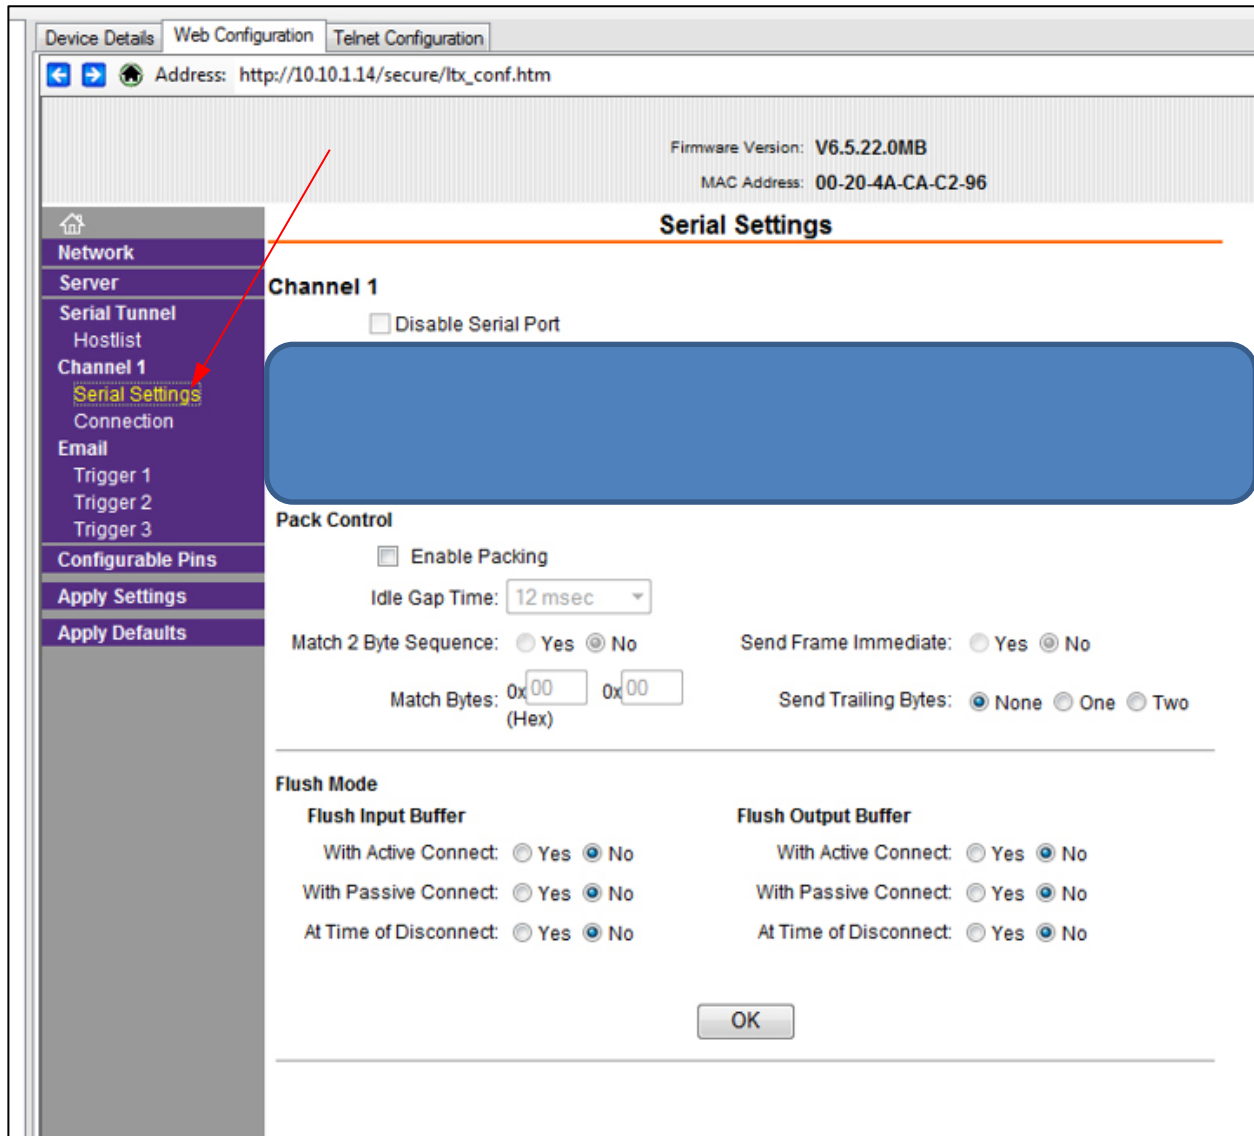 Device Details Web Configuration Telnet Configuration
Address: http://10.10.1.14/secure/ltx_conf.htm
Firmware Version: V6.5.22.0MB
MAC Address: 00-20-4A-CA-C2-96
Network
Server
Serial Tunnel
Hostlist
Channel 1
Serial Settings
Connection
Email
Trigger 1
Trigger 2
Trigger 3
Configurable Pins
Apply Settings
Apply Defaults
Serial Settings
Channel 1
Disable Serial Port
Pack Control
Enable Packing
Idle Gap Time: 12 msec
Match 2 Byte Sequence: Yes No Send Frame Immediate: Yes No
Match Bytes: 0x 00 0x 00 Send Trailing Bytes: None One Two
(Hex)
Flush Mode
Flush Input Buffer Flush Output Buffer
With Active Connect: Yes No With Active Connect: Yes No
With Passive Connect: Yes No With Passive Connect: Yes No
At Time of Disconnect: Yes No At Time of Disconnect: Yes No
OK